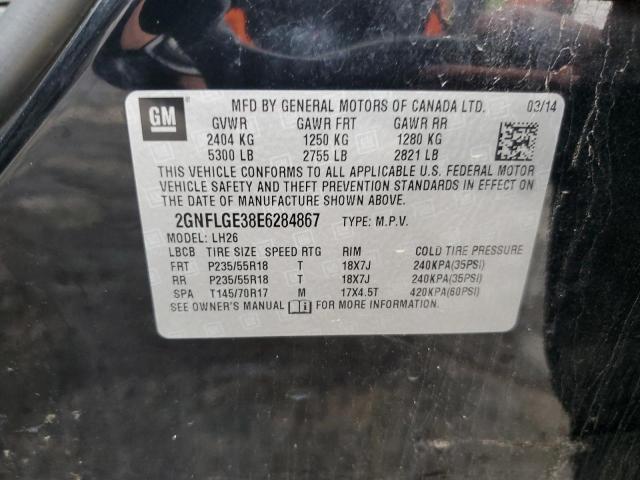 GM MFD BY GENERAL MOTORS OF CANADA LTD. 03/14
GVWR GAWR FRT GAWR RR
2404 KG 1250 KG 1280 KG
5300 LB 2755 LB 2821 LB
THIS VEHICLE CONFORMS TO ALL APPLICABLE U.S. FEDERAL MOTOR
VEHICLE SAFETY AND THEFT PREVENTION STANDARDS IN EFFECT ON
THE DATE OF MANUFACTURE SHOWN ABOVE.
2GNFLGE38E6284867 TYPE: M.P.V.
MODEL: LH26
LBCB TIRE SIZE SPEED RTG RIM COLD TIRE PRESSURE
FRT P235/55R18 T 18X7J 240KPA(35PSI)
RR P235/55R18 T 18X7J 240KPA(35PSI)
SPA T145/70R17 M 17X4.5T 420KPA(60PSI)
SEE OWNER'S MANUAL FOR MORE INFORMATION.